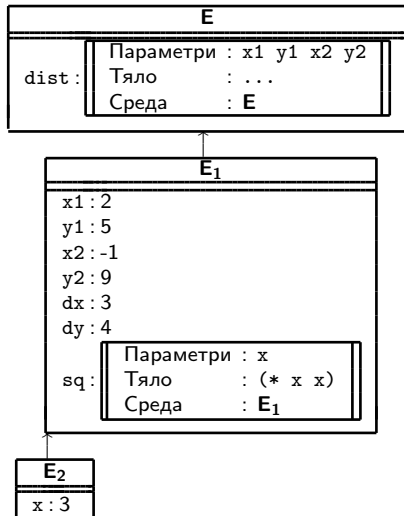 E
Параметри : x1 y1 x2 y2
dist : Тяло : ...
Среда : E
E1
x1 : 2
y1 : 5
x2 : -1
y2 : 9
dx : 3
dy : 4
Параметри : x
sq : Тяло : (* x x)
Среда : E1
E2
x : 3